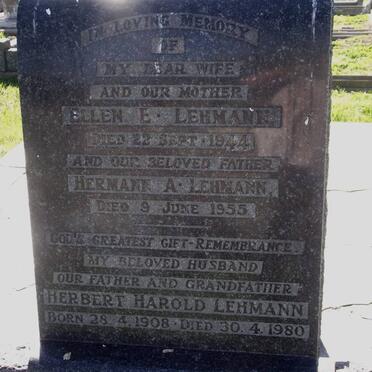 IN LOVING MEMORY
OF
MY DEAR WIFE
AND OUR MOTHER
ELLEN E. LEHMANN
DIED 22 SEPT. 1944
AND OUR BELOVED FATHER
HERMANN A. LEHMANN
DIED 9 JUNE 1955
GOD'S GREATEST GIFT-REMEMBRANCE
MY BELOVED HUSBAND
OUR FATHER AND GRANDFATHER
HERBERT HAROLD LEHMANN
BORN 28.4.1908 - DIED 30.4.1980